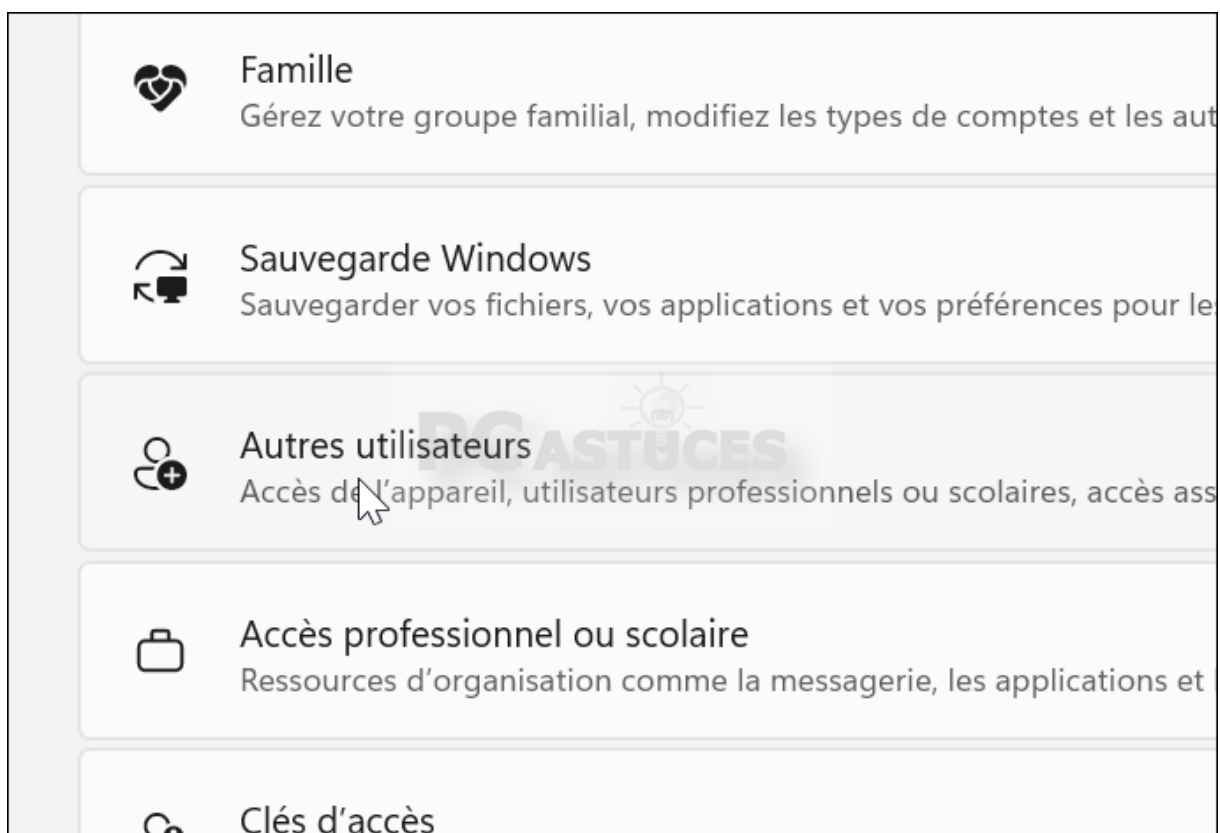 Famille
Gérez votre groupe familial, modifiez les types de comptes et les aut
Sauvegarde Windows
Sauvegarder vos fichiers, vos applications et vos préférences pour les
PC ASTUCES
Autres utilisateurs
Accès de l’appareil, utilisateurs professionnels ou scolaires, accès ass
Accès professionnel ou scolaire
Ressources d’organisation comme la messagerie, les applications et
Clés d’accès